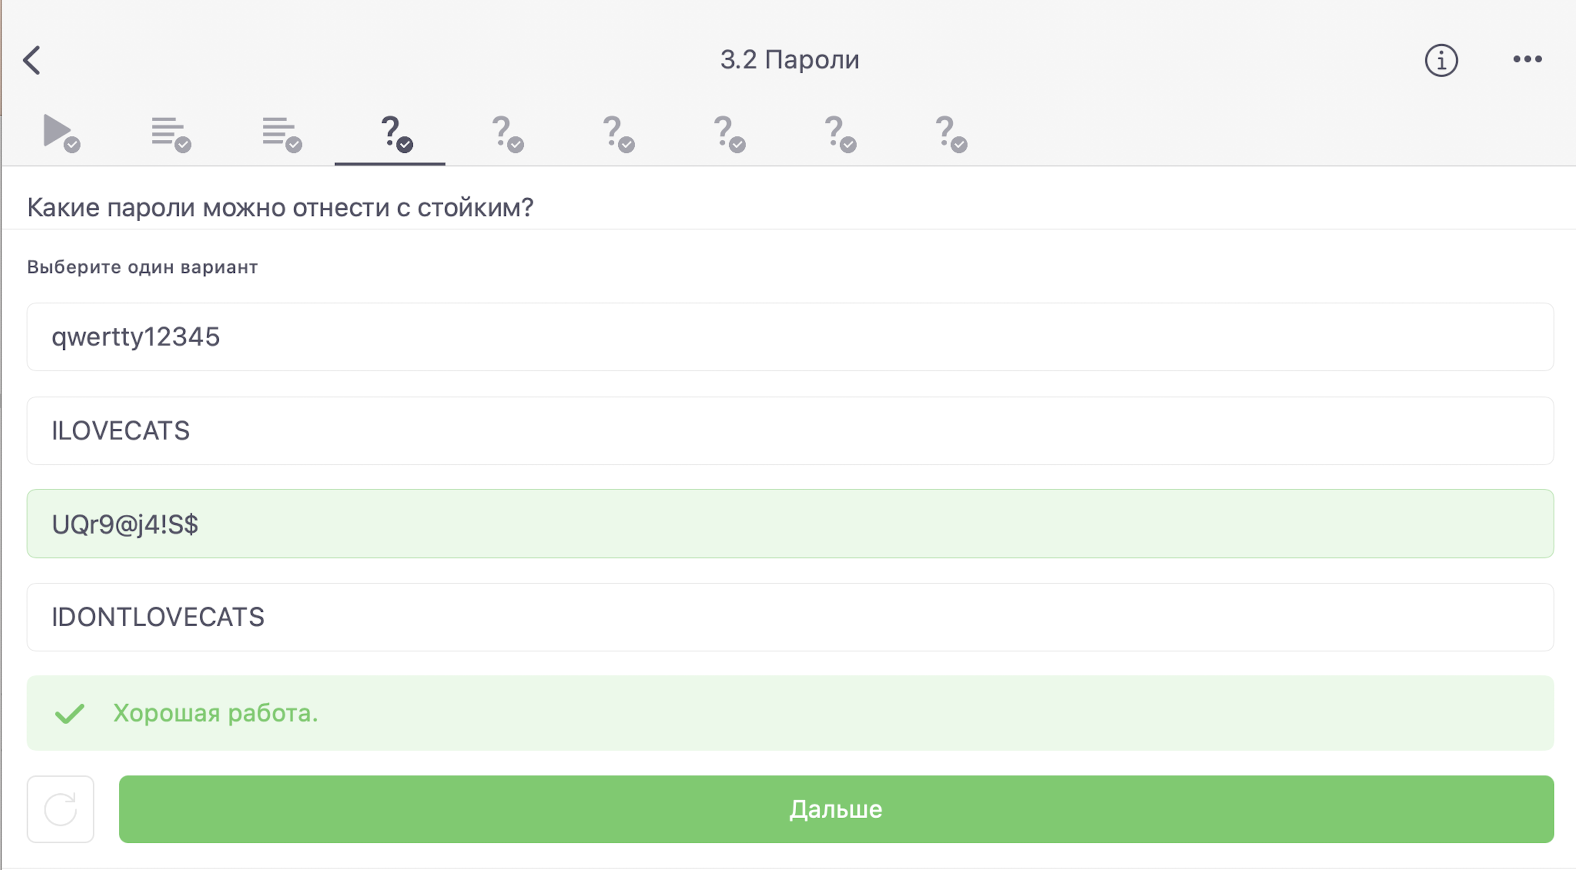 3.2 Пароли
Какие пароли можно отнести с стойким?
Выберите один вариант
qwertty12345
ILOVECATS
UQr9@j4!S$
IDONTLOVECATS
Хорошая работа.
Дальше